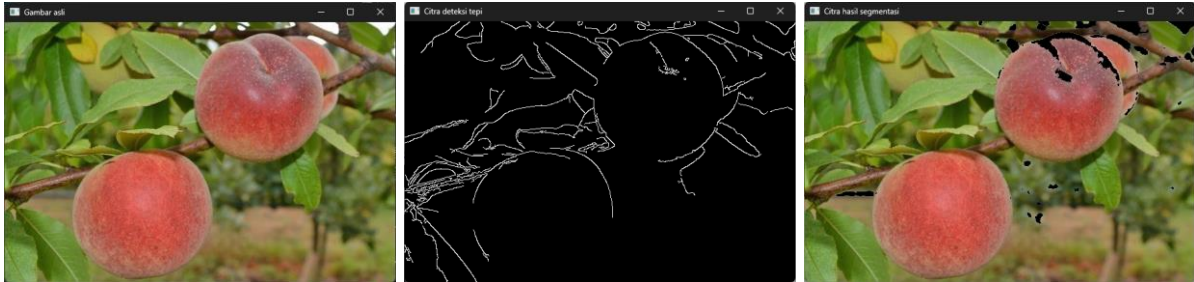 Gambar asli
Citra deteksi tepi
Citra hasil segmentasi